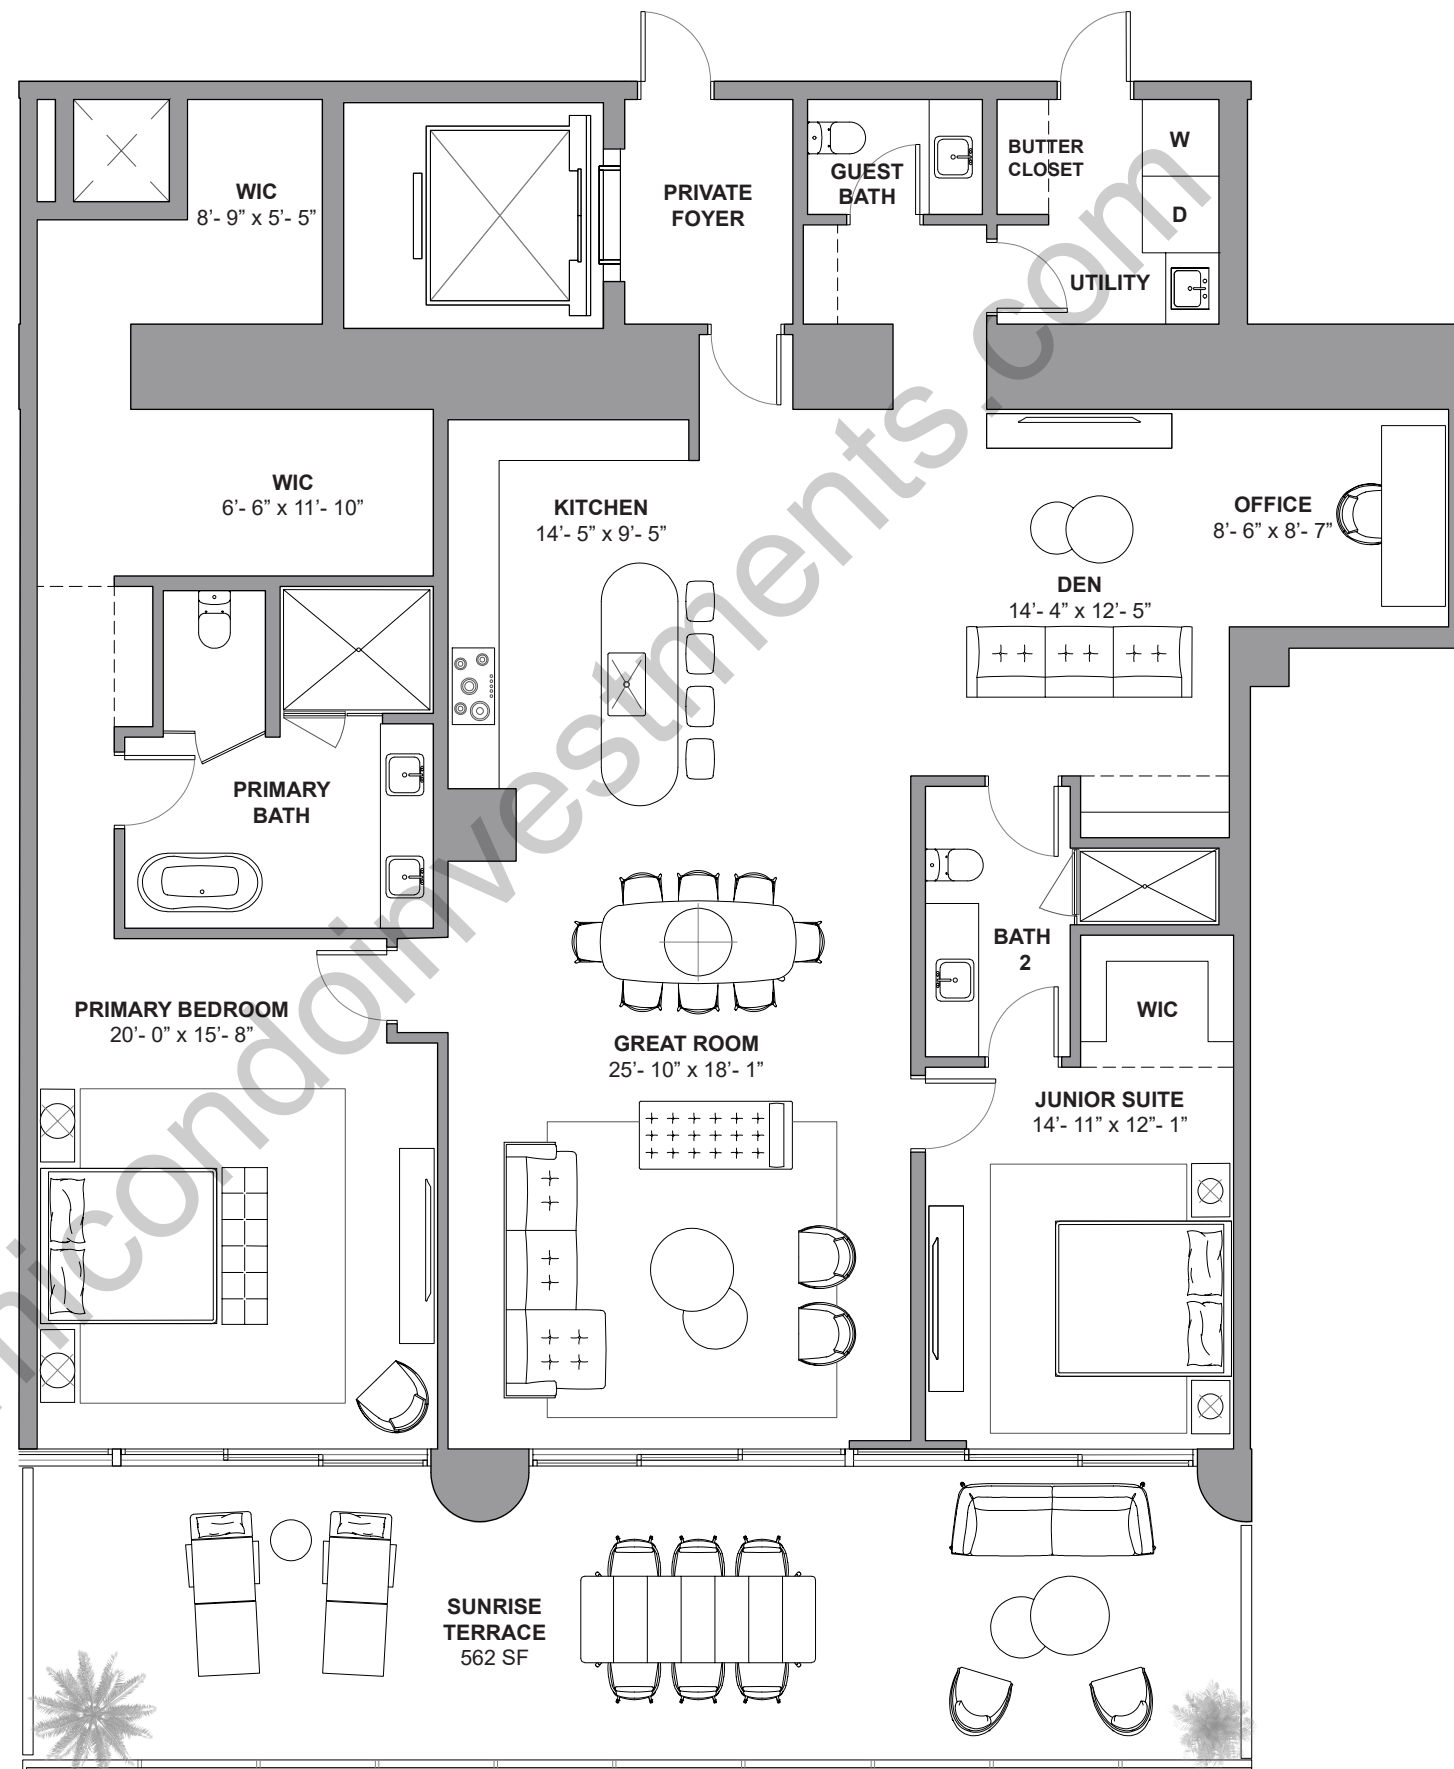 WIC
8’- 9” x 5’- 5”
PRIVATE
FOYER
GUEST
BATH
BUTTER
CLOSET
W
D
UTILITY
WIC
6’- 6” x 11’- 10”
KITCHEN
14’- 5” x 9’- 5”
OFFICE
8’- 6” x 8’- 7”
DEN
14’- 4” x 12’- 5”
PRIMARY
BATH
BATH
2
WIC
PRIMARY BEDROOM
20’- 0” x 15’- 8”
GREAT ROOM
25’- 10” x 18’- 1”
JUNIOR SUITE
14’- 11” x 12”- 1”
SUNRISE
TERRACE
562 SF
micondoinvestments.com